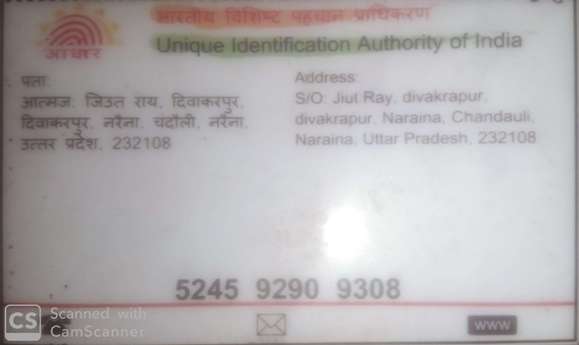 भारतीय विशिष्ट पहचान प्राधिकरण
Unique Identification Authority of India
आधार
पता:
आत्मज: जिउत राय, दिवाकरपुर,
दिवाकरपुर, नरैना, चंदौली, नरैना,
उत्तर प्रदेश, 232108
Address:
S/O: Jiut Ray, divakrapur,
divakrapur, Naraina, Chandauli,
Naraina, Uttar Pradesh, 232108
5245 9290 9308
CS Scanned with
CamScanner
www